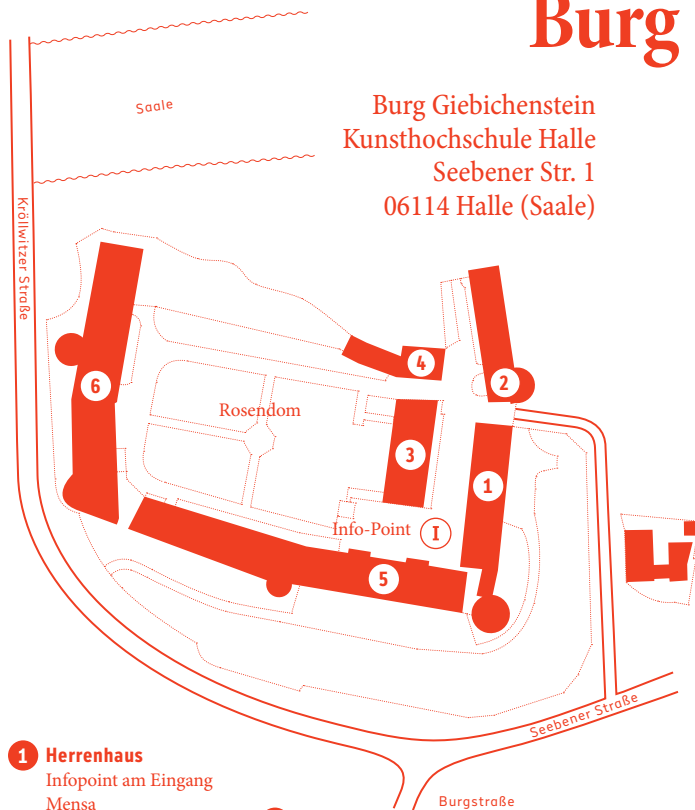 Burg
Burg Giebichenstein
Kunsthochschule Halle
Seebener Str. 1
06114 Halle (Saale)
Saale
Kröllwitzer Straße
4
2
6
Rosendom
3
1
Info-Point I
5
Seebener Straße
Burgstraße
1 Herrenhaus
Infopoint am Eingang
Mensa